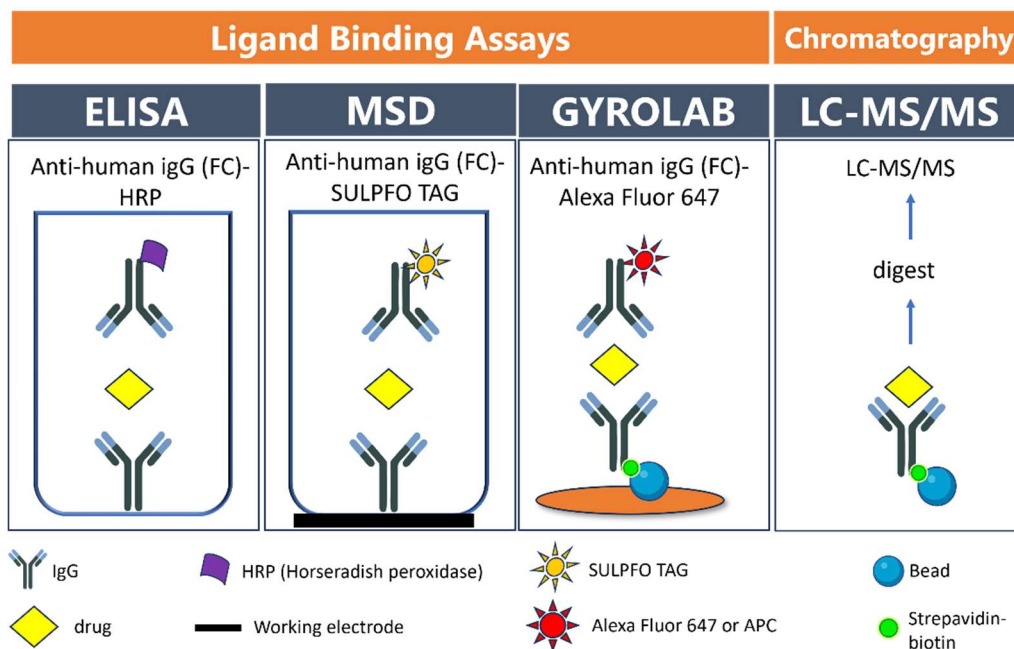 Ligand Binding Assays
Chromatography
ELISA
MSD
GYROLAB
LC-MS/MS
Anti-human igG (FC)-
HRP
Anti-human igG (FC)-
SULPFO TAG
Anti-human igG (FC)-
Alexa Fluor 647
LC-MS/MS
digest
IgG
HRP (Horseradish peroxidase)
SULPFO TAG
Bead
drug
Working electrode
Alexa Fluor 647 or APC
Strepavidin-
biotin